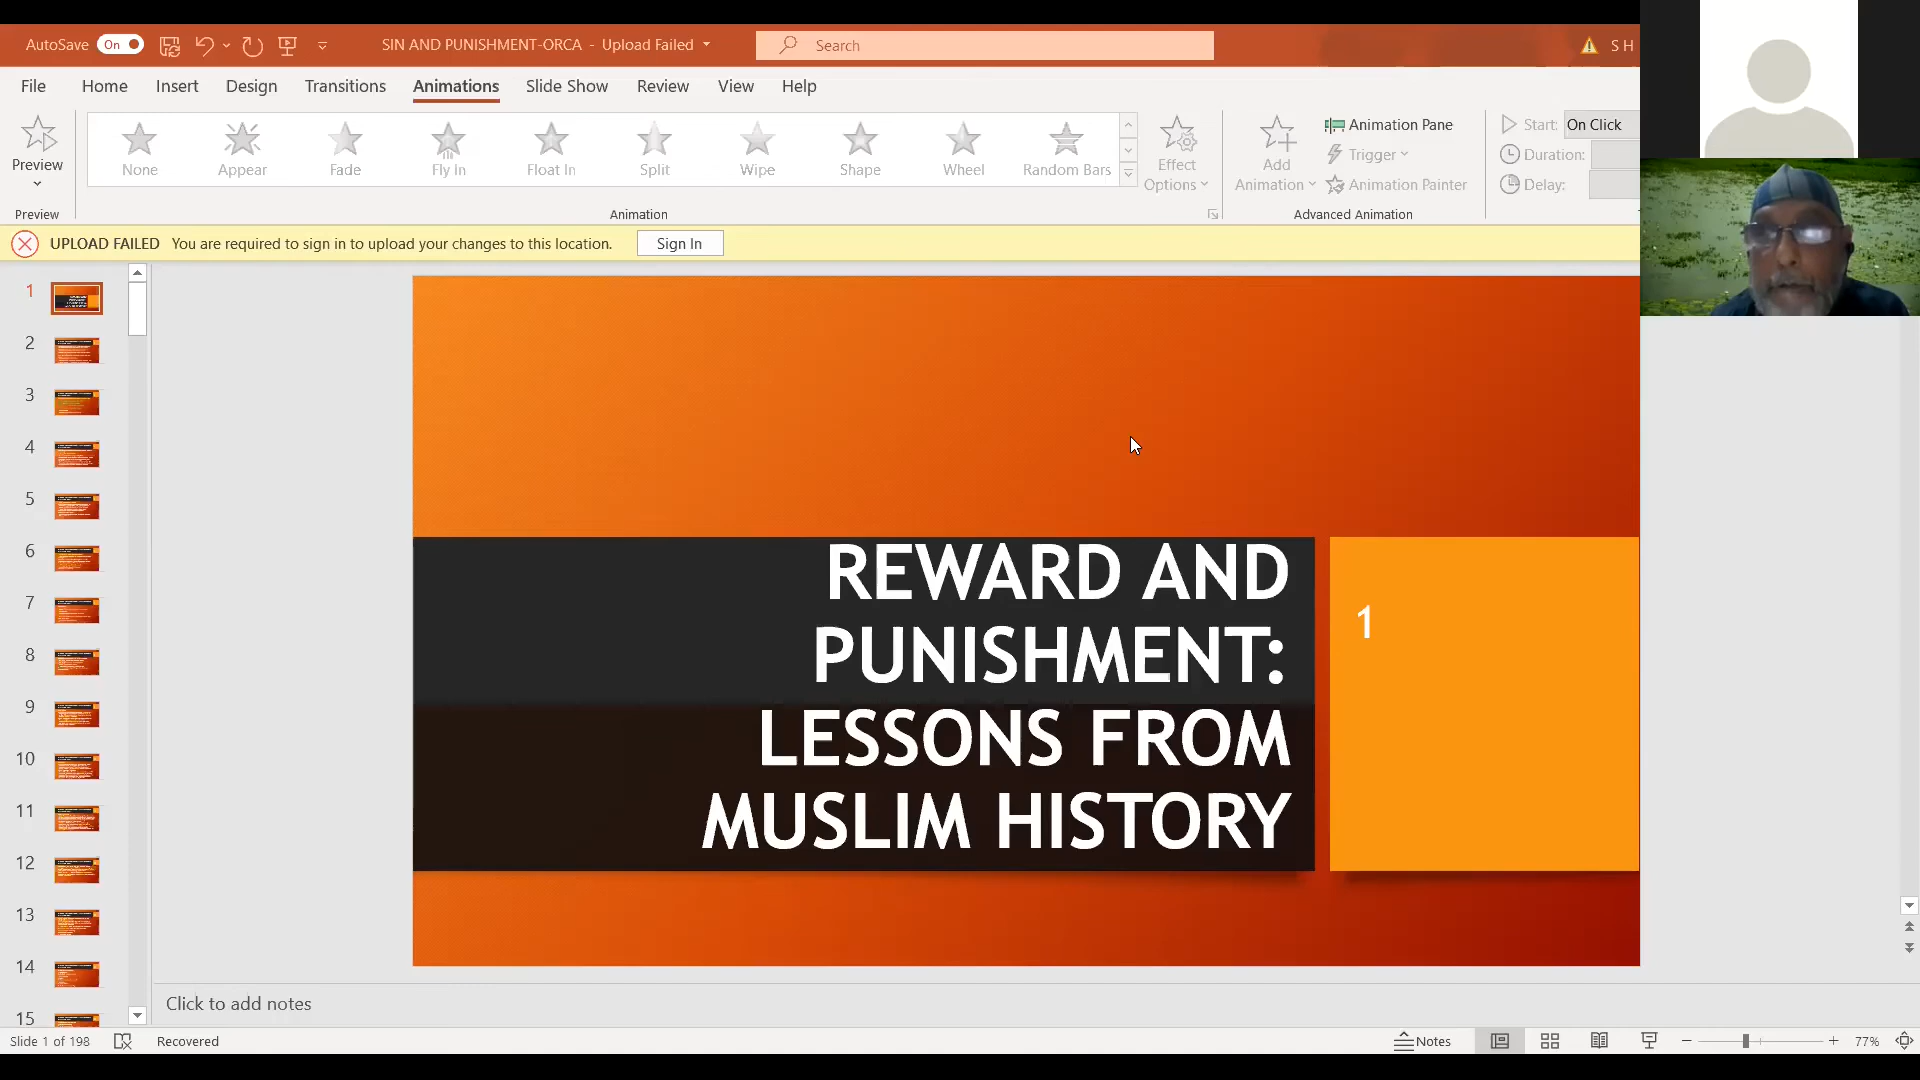 AutoSave On SIN AND PUNISHMENT-ORCA - Upload Failed Search S H
File Home Insert Design Transitions Animations Slide Show Review View Help
Preview
None Appear Fade Fly In Float In Split Wipe Shape Wheel Random Bars
Effect Options
Add Animation
Animation Pane
Trigger
Animation Painter
Start: On Click
Duration:
Delay:
Preview Animation Advanced Animation
UPLOAD FAILED You are required to sign in to upload your changes to this location. Sign In
1
2
3
4
5
6
7
8
9
10
11
12
13
14
15
REWARD AND
PUNISHMENT:
LESSONS FROM
MUSLIM HISTORY
1
Click to add notes
Slide 1 of 198 Recovered Notes 77%